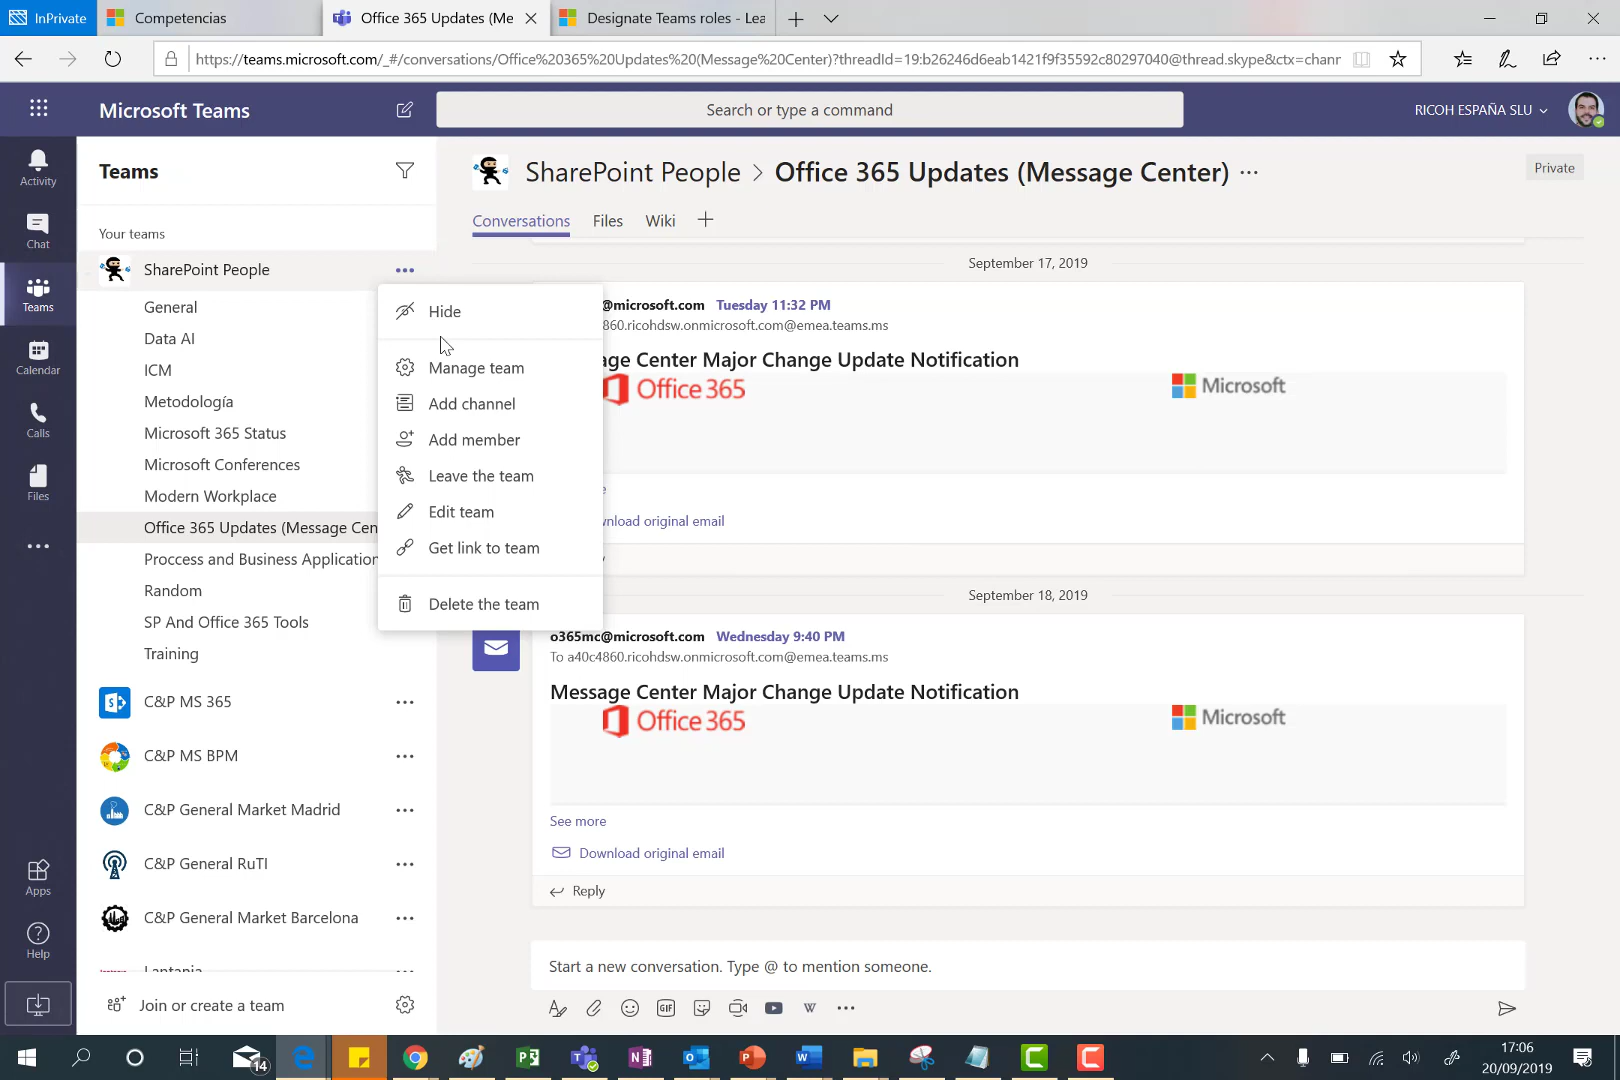 InPrivate
Competencias
Office 365 Updates (Me
Designate Teams roles - Lea
https://teams.microsoft.com/_#/conversations/Office%20365%20Updates%20(Message%20Center)?threadId=19:b26246d6eab1421f9f35592c80297040@thread.skype&ctx=chanr
Microsoft Teams
Search or type a command
RICOH ESPAÑA SLU
Activity
Chat
Teams
Calendar
Calls
Files
Apps
Help
Teams
Your teams
SharePoint People
General
Data AI
ICM
Metodología
Microsoft 365 Status
Microsoft Conferences
Modern Workplace
Office 365 Updates (Message Cen
Proccess and Business Application
Random
SP And Office 365 Tools
Training
C&P MS 365
C&P MS BPM
C&P General Market Madrid
C&P General RuTI
C&P General Market Barcelona
Join or create a team
Hide
Manage team
Add channel
Add member
Leave the team
Edit team
Get link to team
Delete the team
SharePoint People > Office 365 Updates (Message Center) ...
Private
Conversations Files Wiki
September 17, 2019
@microsoft.com Tuesday 11:32 PM
860.ricohdsw.onmicrosoft.com@emea.teams.ms
age Center Major Change Update Notification
Office 365
Microsoft
wnload original email
September 18, 2019
o365mc@microsoft.com Wednesday 9:40 PM
To a40c4860.ricohdsw.onmicrosoft.com@emea.teams.ms
Message Center Major Change Update Notification
Office 365
Microsoft
See more
Download original email
Reply
Start a new conversation. Type @ to mention someone.
GIF
14
17:06
20/09/2019